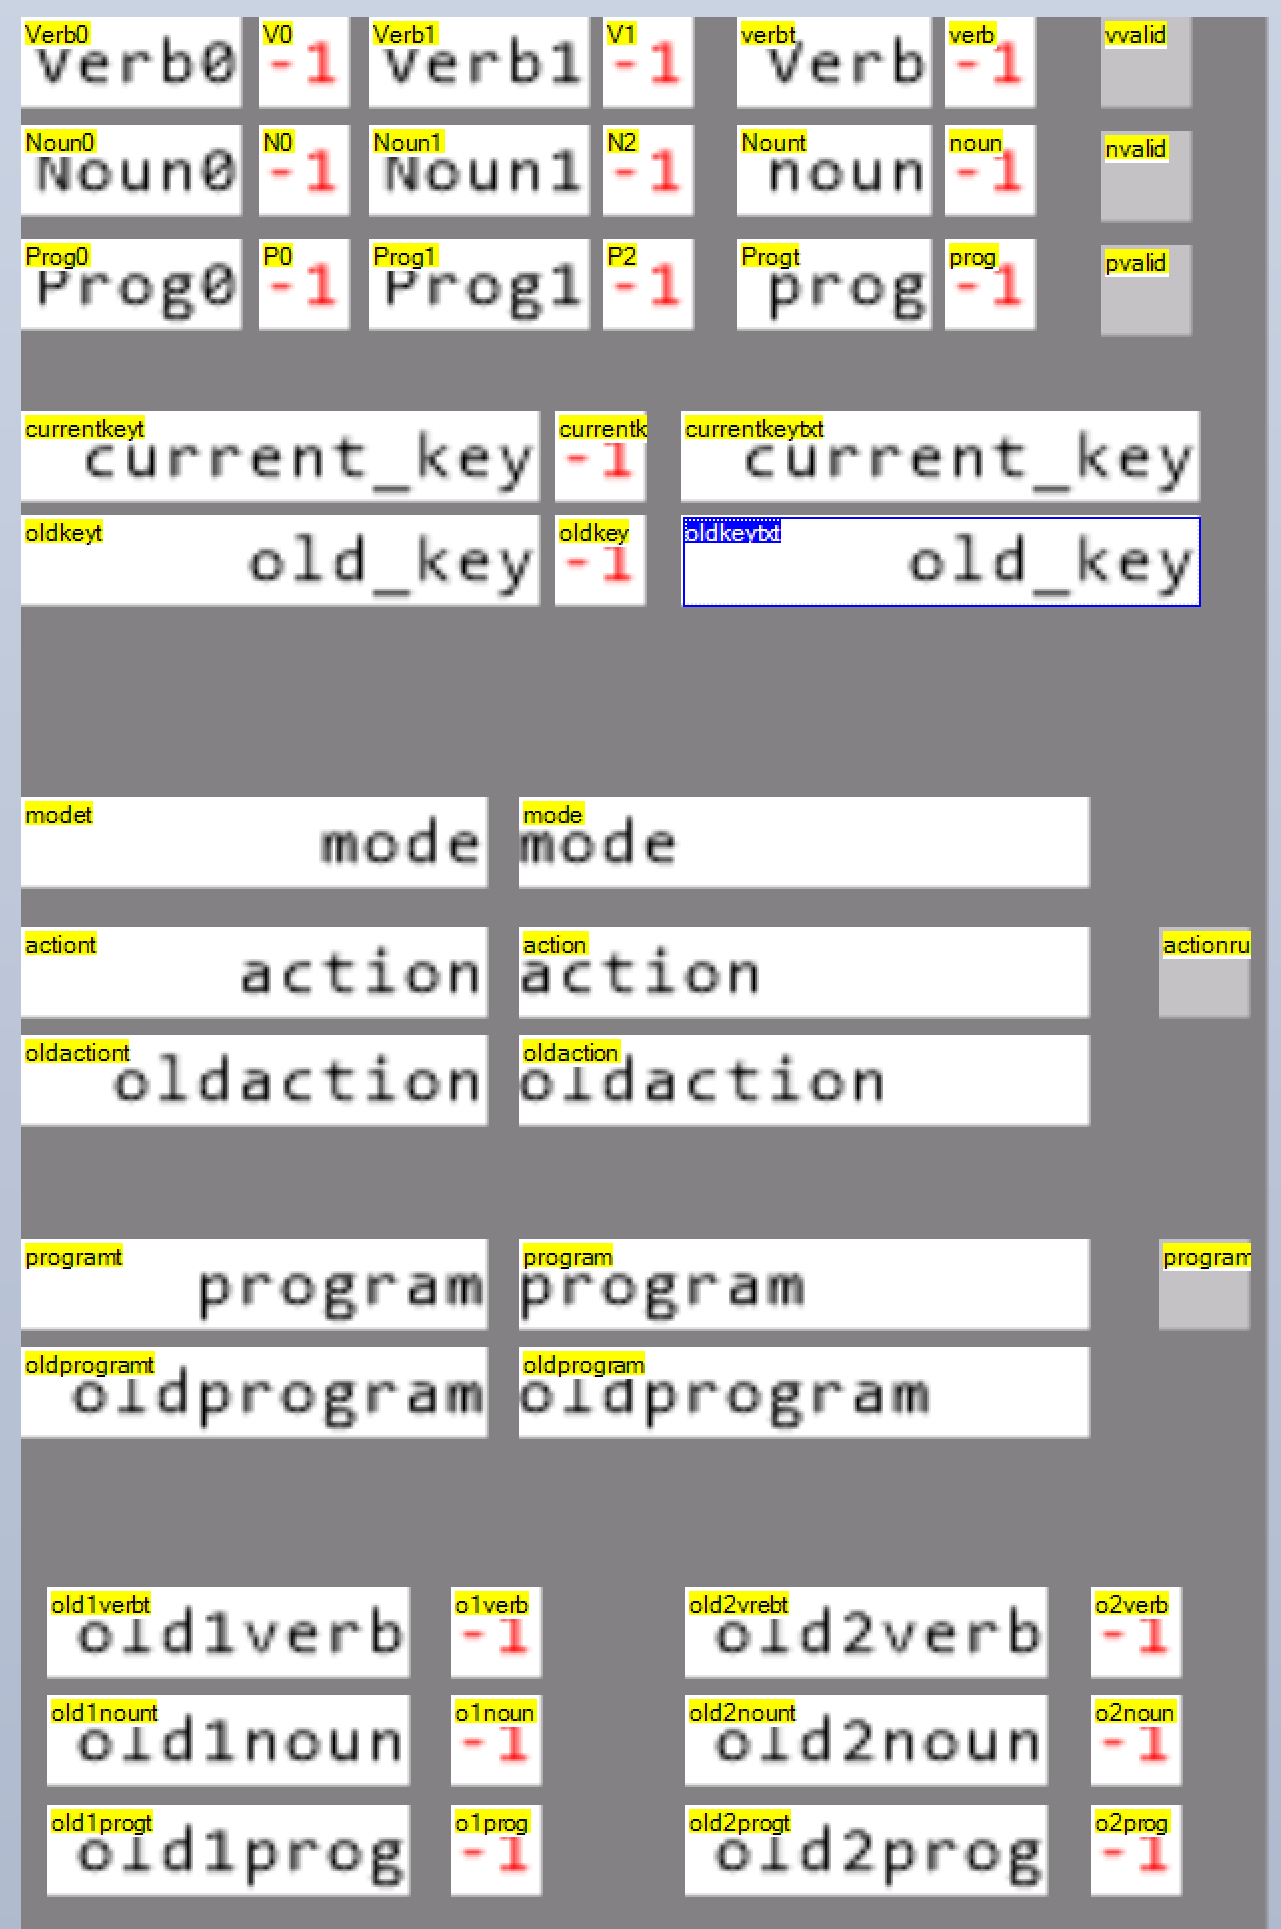 Verb0 V0 Verb1 V1 verbt verb vvalid
Verb0 -1 Verb1 -1 Verb -1
Noun0 N0 Noun1 N2 Nount noun nvalid
Noun0 -1 Noun1 -1 noun -1
Prog0 P0 Prog1 P2 Progt prog pvalid
Prog0 -1 Prog1 -1 prog -1
currentkeyt currentk currentkeytxt
current_key -1 current_key
oldkeyt oldkey oldkeytxt
old_key -1 old_key
modet mode
mode mode
actiont action actionru
action action
oldactiont oldaction
oldaction oldaction
programt program program
program program
oldprogramt oldprogram
oldprogram oldprogram
old1verbt o1verb old2vrebt o2verb
old1verb -1 old2verb -1
old1nount o1noun old2nount o2noun
old1noun -1 old2noun -1
old1progt o1prog old2progt o2prog
old1prog -1 old2prog -1